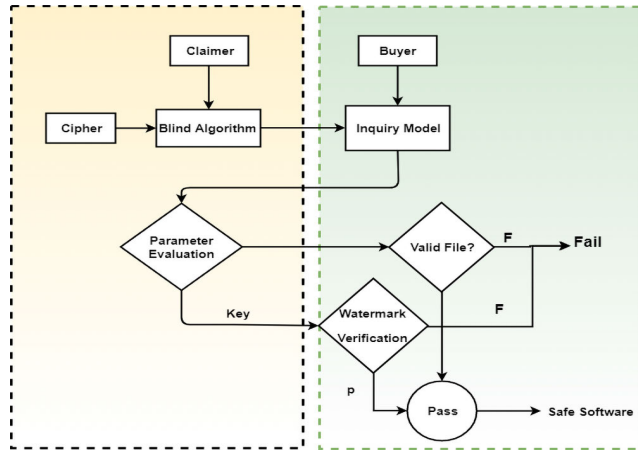 Claimer
Buyer
Cipher
Blind Algorithm
Inquiry Model
Parameter
Evaluation
Valid File?
F
Fail
Key
Watermark
Verification
F
p
Pass
Safe Software